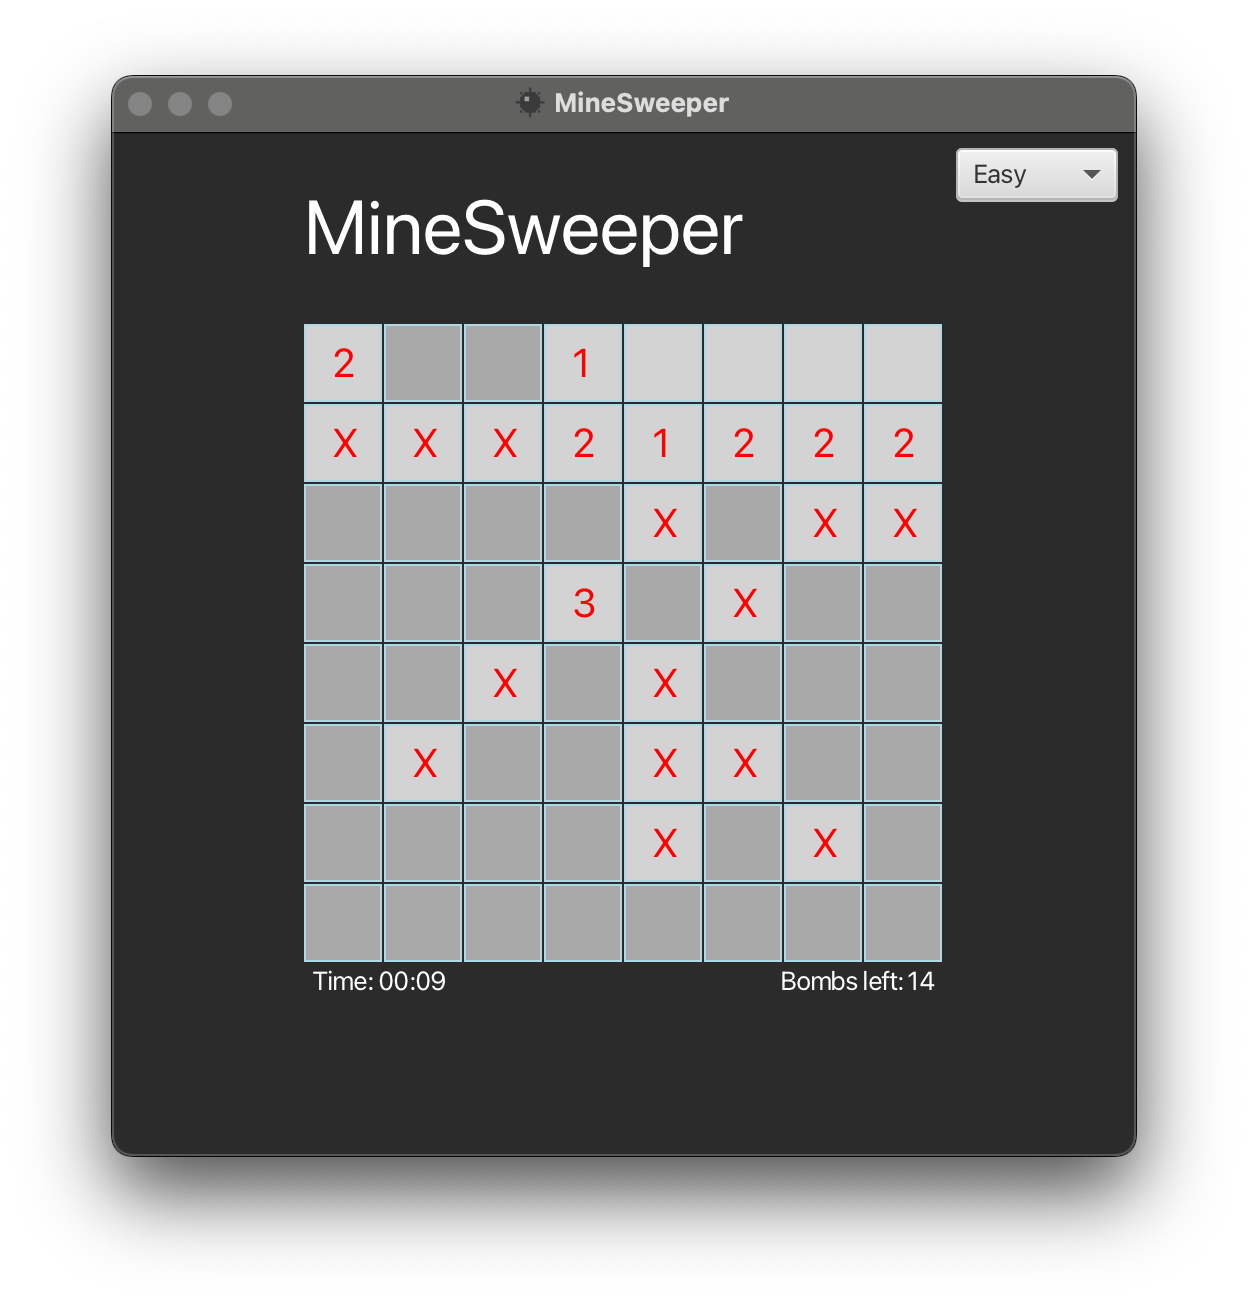 MineSweeper
Easy
MineSweeper
2 1
X X X 2 1 2 2 2
X X X
3 X
X X
X X X
X X
Time: 00:09 Bombs left: 14